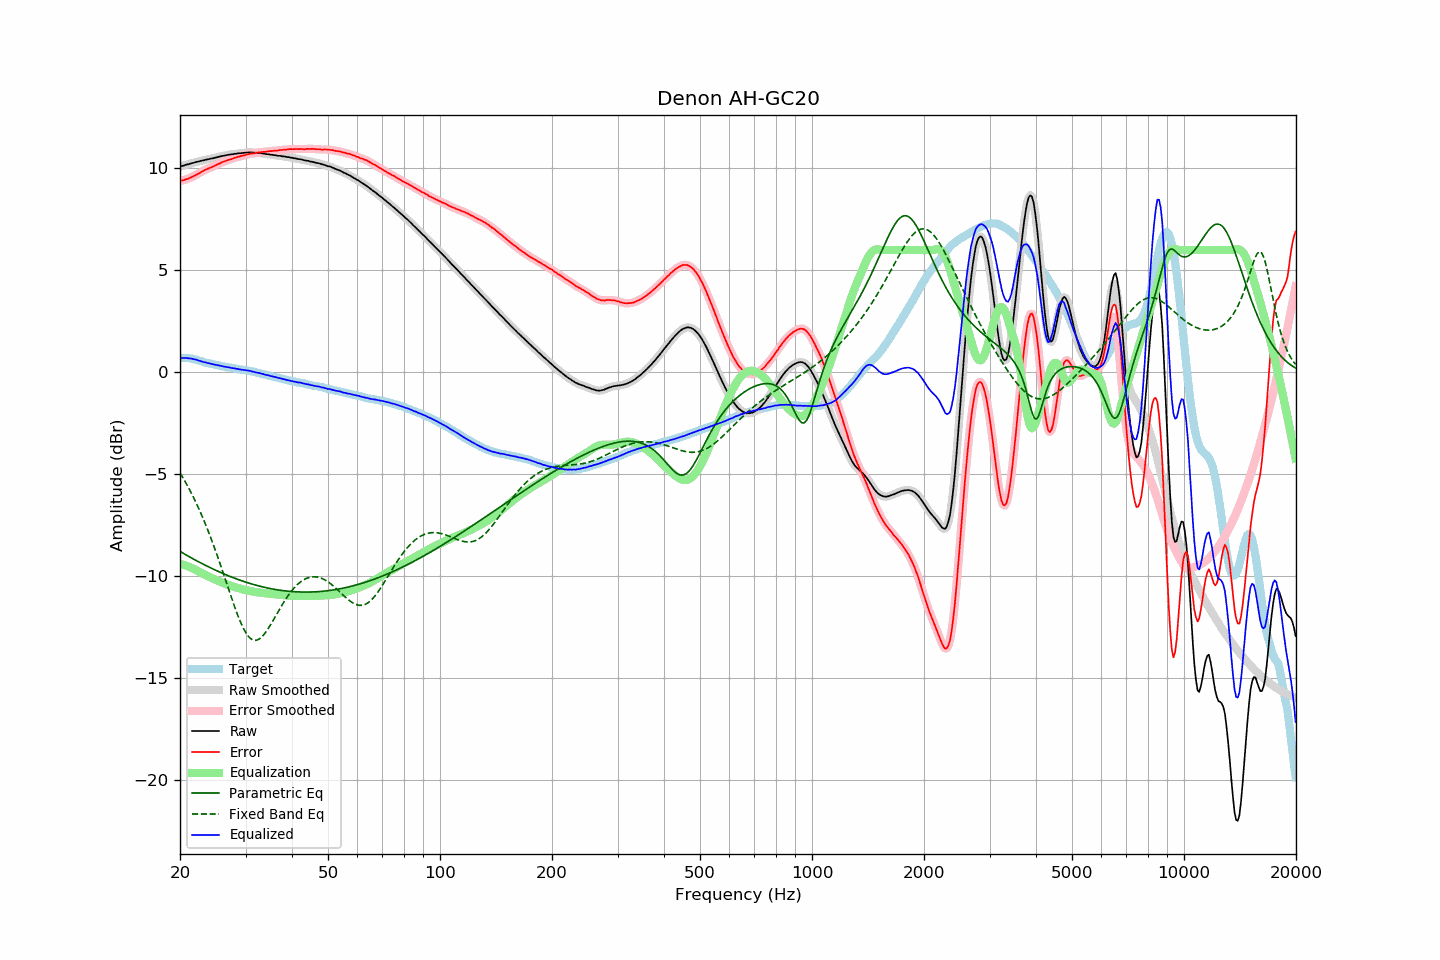 Denon AH-GC20
Amplitude (dBr)
10
5
0
−5
−10
−15
−20
Target
Raw Smoothed
Error Smoothed
Raw
Error
Equalization
Parametric Eq
Fixed Band Eq
Equalized
20 50 100 200 500 1000 2000 5000 10000 20000
Frequency (Hz)